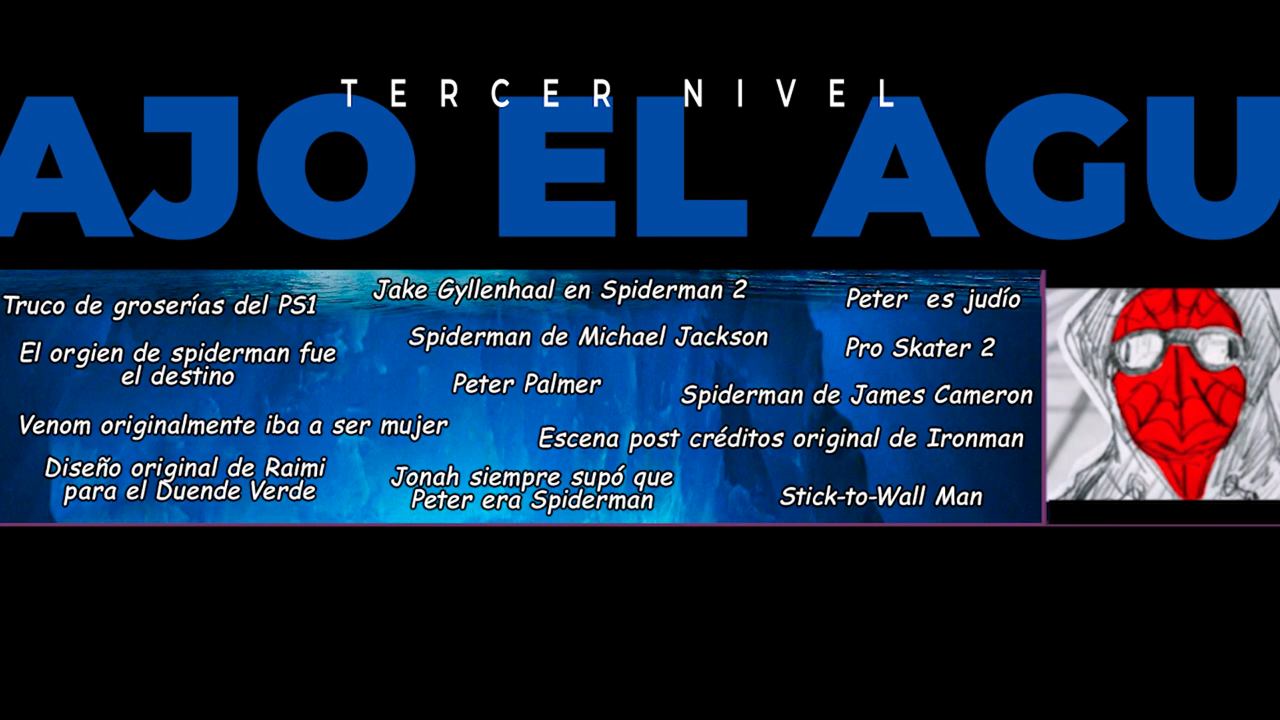 TERCER NIVEL
AJO EL AGU
Truco de groserías del PS1
Jake Gyllenhaal en Spiderman 2
Peter es judío
El orgien de spiderman fue
el destino
Spiderman de Michael Jackson
Pro Skater 2
Peter Palmer
Spiderman de James Cameron
Venom originalmente iba a ser mujer
Escena post créditos original de Ironman
Diseño original de Raimi
para el Duende Verde
Jonah siempre supó que
Peter era Spiderman
Stick-to-Wall Man